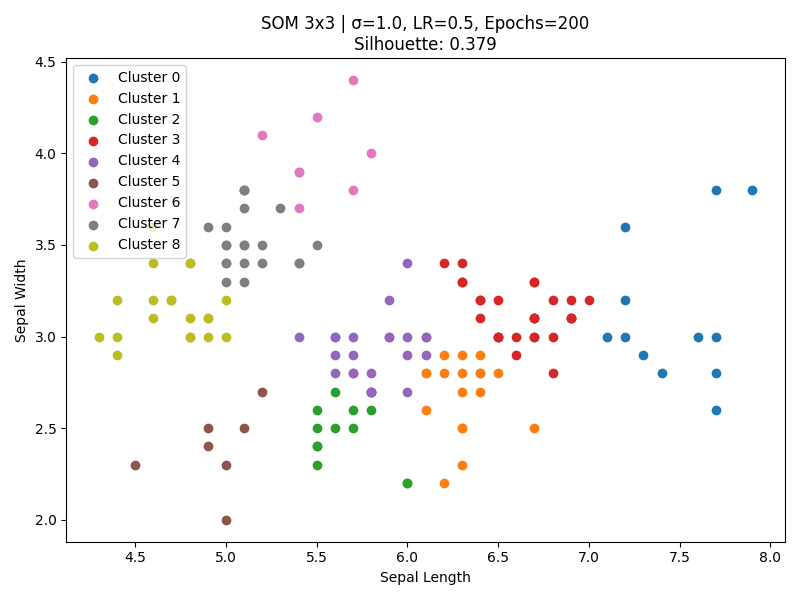 SOM 3x3 | σ=1.0, LR=0.5, Epochs=200
Silhouette: 0.379
Cluster 0
Cluster 1
Cluster 2
Cluster 3
Cluster 4
Cluster 5
Cluster 6
Cluster 7
Cluster 8
4.5
4.0
3.5
3.0
2.5
2.0
Sepal Width
4.5 5.0 5.5 6.0 6.5 7.0 7.5 8.0
Sepal Length